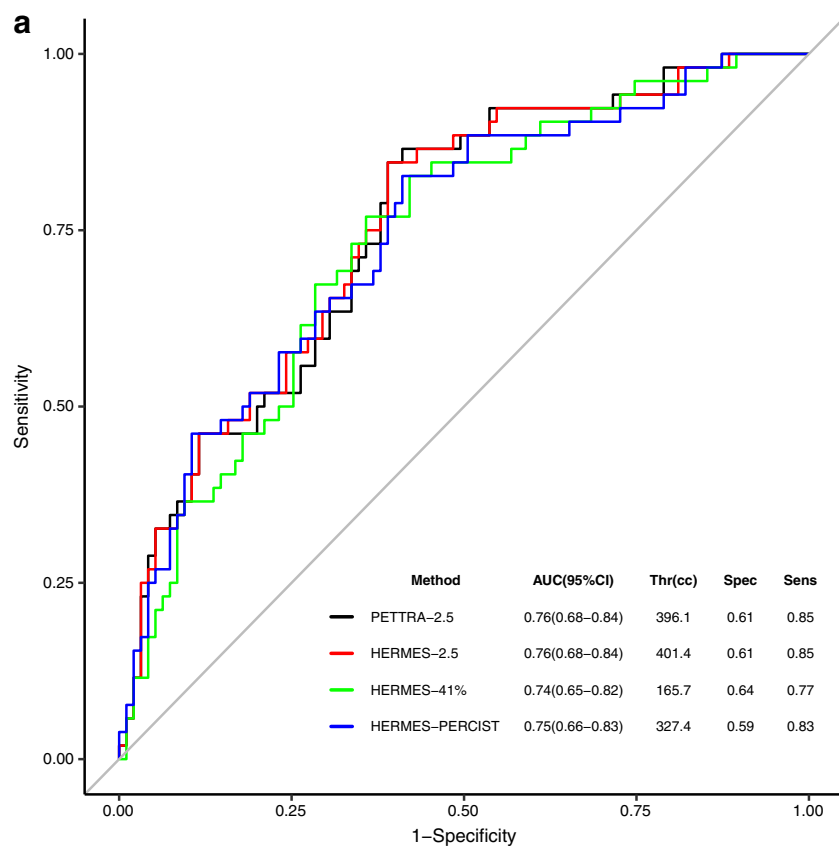 a
1.00
0.75
0.50
0.25
0.00
Sensitivity
Method AUC(95%CI) Thr(cc) Spec Sens
PETTRA−2.5 0.76(0.68−0.84) 396.1 0.61 0.85
HERMES−2.5 0.76(0.68−0.84) 401.4 0.61 0.85
HERMES−41% 0.74(0.65−0.82) 165.7 0.64 0.77
HERMES−PERCIST 0.75(0.66−0.83) 327.4 0.59 0.83
0.00 0.25 0.50 0.75 1.00
1−Specificity